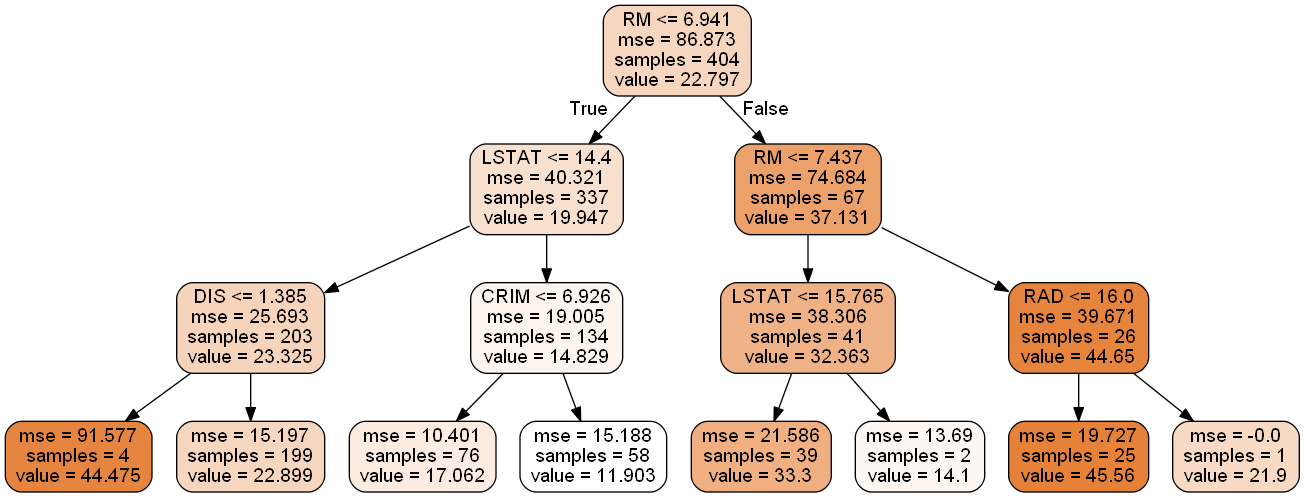 RM <= 6.941
mse = 86.873
samples = 404
value = 22.797
True
False
LSTAT <= 14.4
mse = 40.321
samples = 337
value = 19.947
RM <= 7.437
mse = 74.684
samples = 67
value = 37.131
DIS <= 1.385
mse = 25.693
samples = 203
value = 23.325
CRIM <= 6.926
mse = 19.005
samples = 134
value = 14.829
LSTAT <= 15.765
mse = 38.306
samples = 41
value = 32.363
RAD <= 16.0
mse = 39.671
samples = 26
value = 44.65
mse = 91.577
samples = 4
value = 44.475
mse = 15.197
samples = 199
value = 22.899
mse = 10.401
samples = 76
value = 17.062
mse = 15.188
samples = 58
value = 11.903
mse = 21.586
samples = 39
value = 33.3
mse = 13.69
samples = 2
value = 14.1
mse = 19.727
samples = 25
value = 45.56
mse = -0.0
samples = 1
value = 21.9